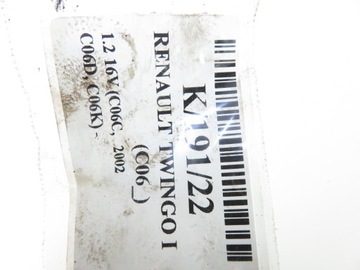 K/191/22
RENAULT TWINGO I
(C06_)
1.2 16V (C06C, 2002
C06D, C06K) -